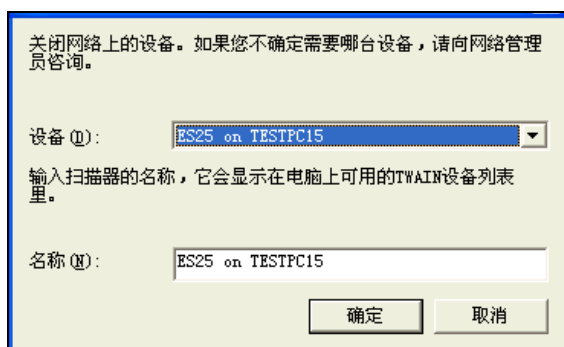 关闭网络上的设备。如果您不确定需要哪台设备，请向网络管理
员咨询。
设备(D)：
ES25 on TESTPC15
输入扫描器的名称，它会显示在电脑上可用的TWAIN设备列表
里。
名称(N)：
ES25 on TESTPC15
确定
取消